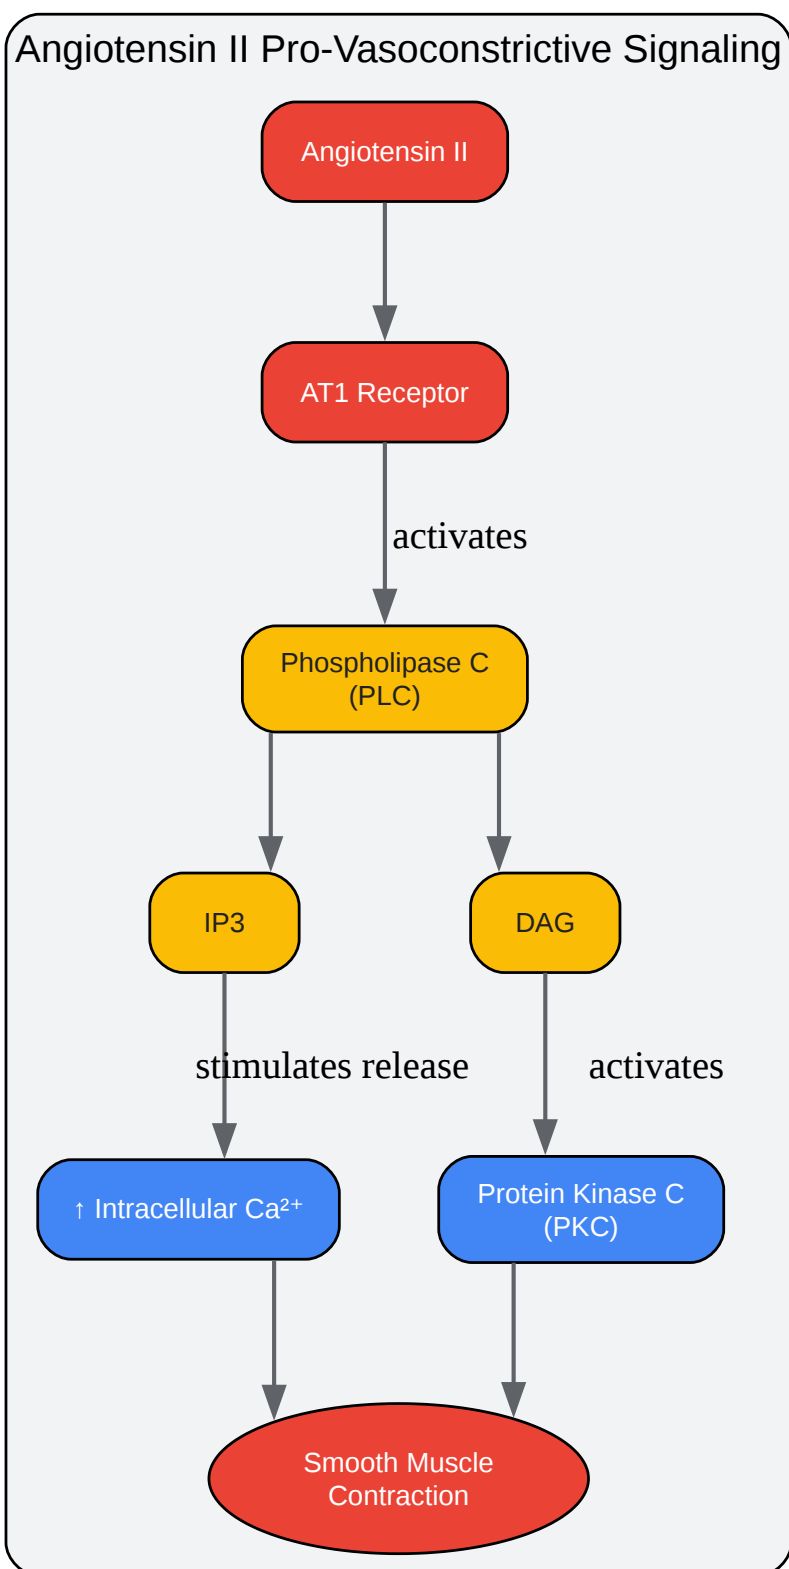 Angiotensin II Pro-Vasoconstrictive Signaling
Angiotensin II
AT1 Receptor
activates
Phospholipase C
(PLC)
IP3
DAG
stimulates release
activates
↑ Intracellular Ca²⁺
Protein Kinase C
(PKC)
Smooth Muscle
Contraction